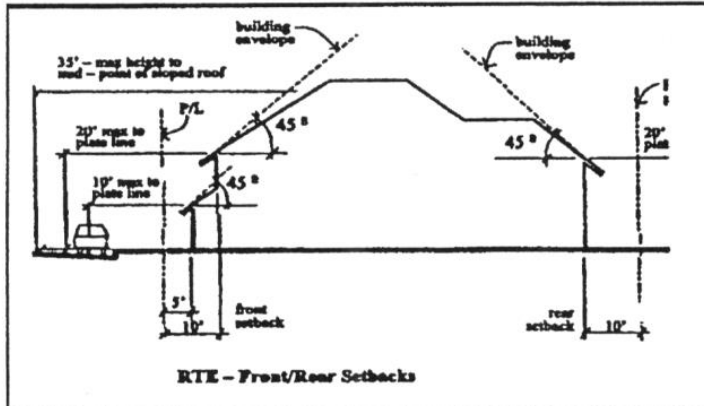 building
envelope
building
envelope
35' - max height to
mid - point of sloped roof
P/L
45 º
45 º
20' max to
plate line
20'
plat
10' max to
plate line
45 º
5'
10'
front
setback
rear
setback
10'
RTE - Front/Rear Setbacks